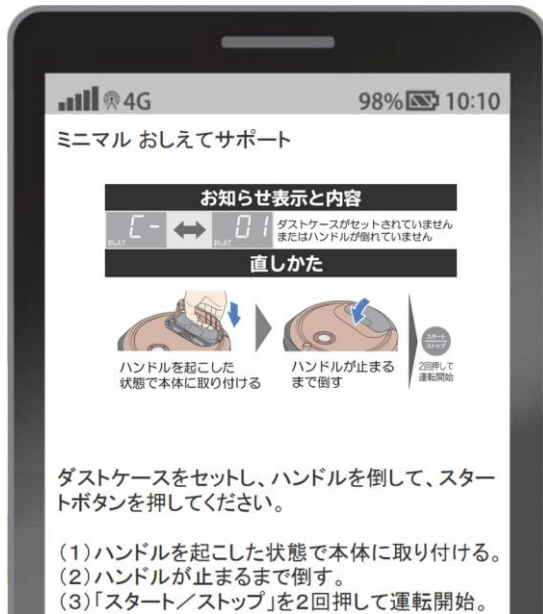 4G 98% 10:10
ミニマル おしえてサポート
お知らせ表示と内容
おしえて C- ⇔ おしえて 01
ダストケースがセットされていません
またはハンドルが倒れていません
直しかた
ハンドルを起こした
状態で本体に取り付ける
ハンドルが止まる
まで倒す
スタート
ストップ
2回押して
運転開始
ダストケースをセットし、ハンドルを倒して、スター
トボタンを押してください。
(1)ハンドルを起こした状態で本体に取り付ける。
(2)ハンドルが止まるまで倒す。
(3)「スタート／ストップ」を2回押して運転開始。